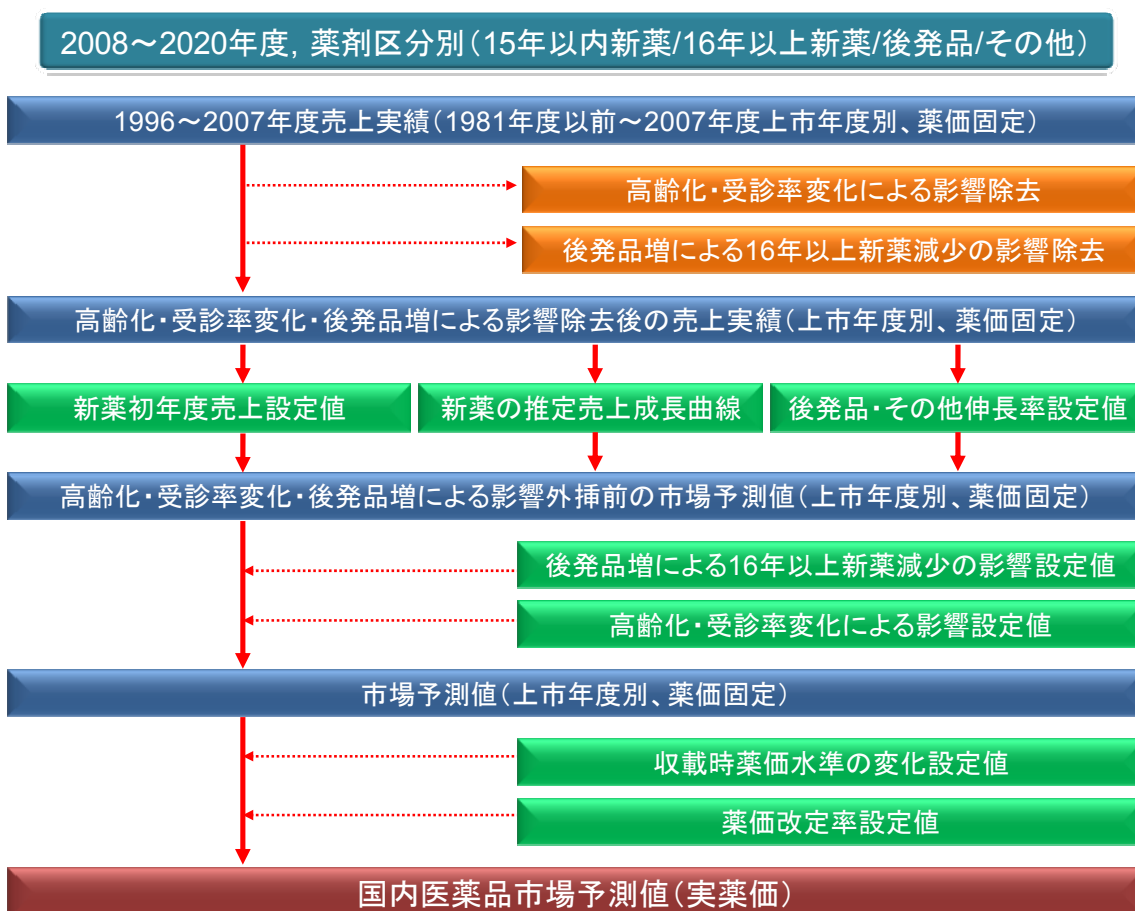 2008～2020年度, 薬剤区分別(15年以内新薬/16年以上新薬/後発品/その他)
1996～2007年度売上実績(1981年度以前～2007年度上市年度別、薬価固定)
高齢化・受診率変化による影響除去
後発品増による16年以上新薬減少の影響除去
高齢化・受診率変化・後発品増による影響除去後の売上実績(上市年度別、薬価固定)
新薬初年度売上設定値
新薬の推定売上成長曲線
後発品・その他伸長率設定値
高齢化・受診率変化・後発品増による影響外挿前の市場予測値(上市年度別、薬価固定)
後発品増による16年以上新薬減少の影響設定値
高齢化・受診率変化による影響設定値
市場予測値(上市年度別、薬価固定)
収載時薬価水準の変化設定値
薬価改定率設定値
国内医薬品市場予測値(実薬価)